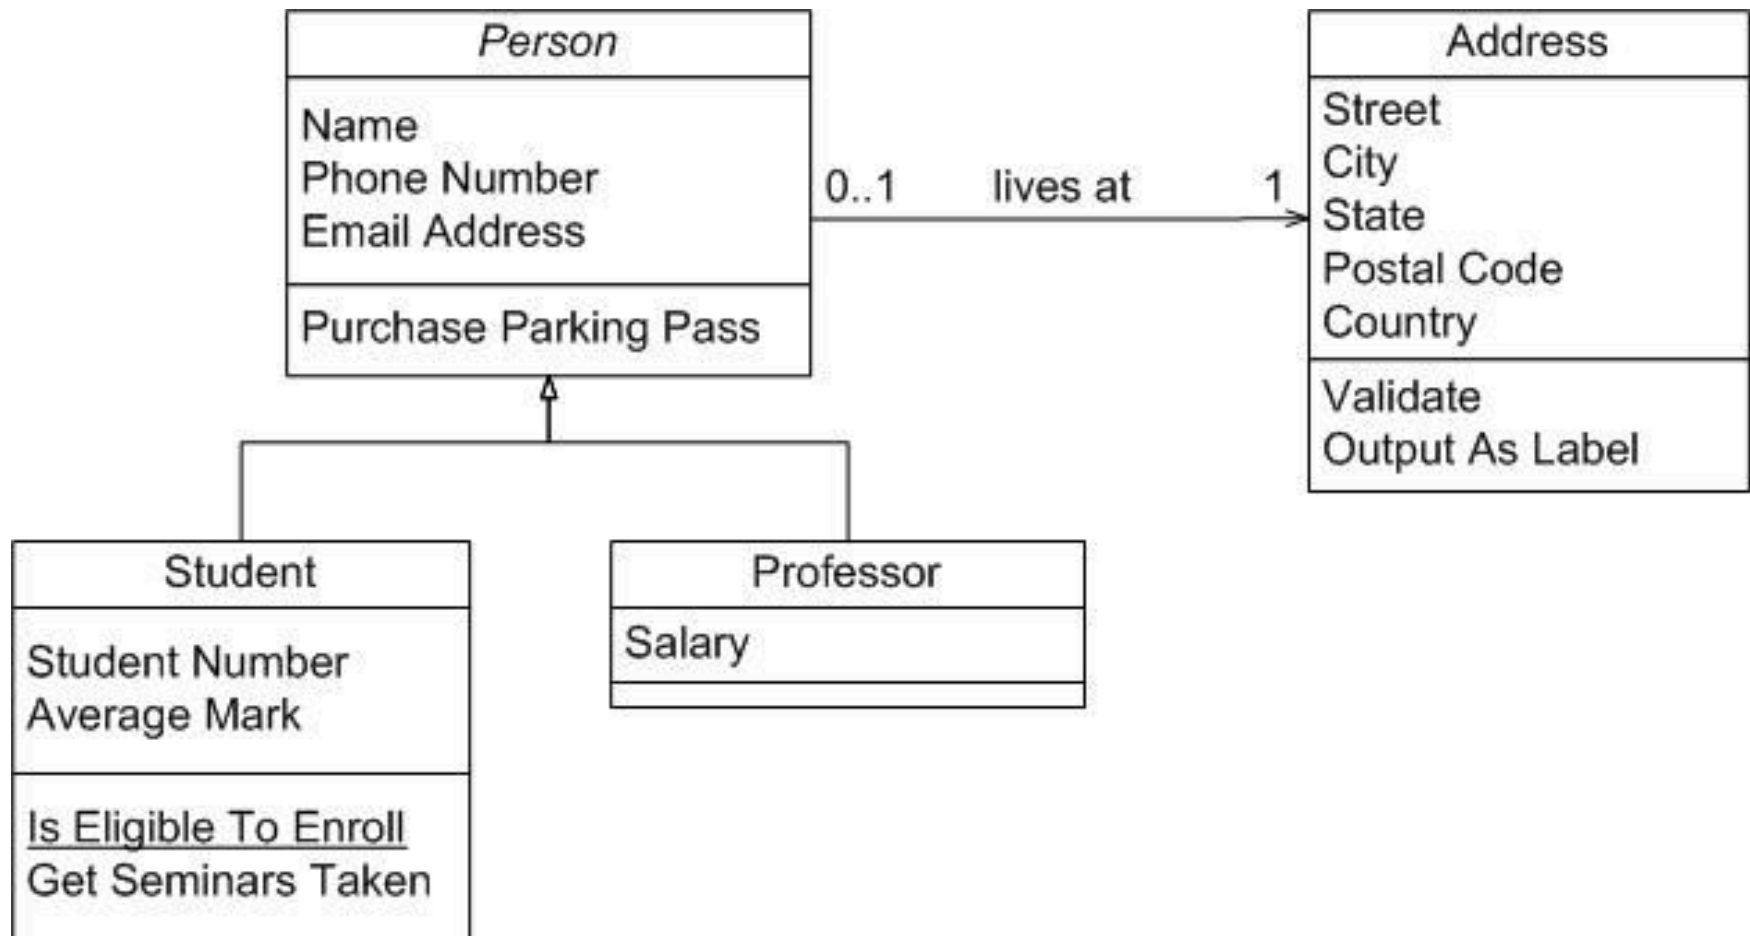 Person
Name
Phone Number
Email Address
Purchase Parking Pass
0..1 lives at 1
Address
Street
City
State
Postal Code
Country
Validate
Output As Label
Student
Student Number
Average Mark
Is Eligible To Enroll
Get Seminars Taken
Professor
Salary